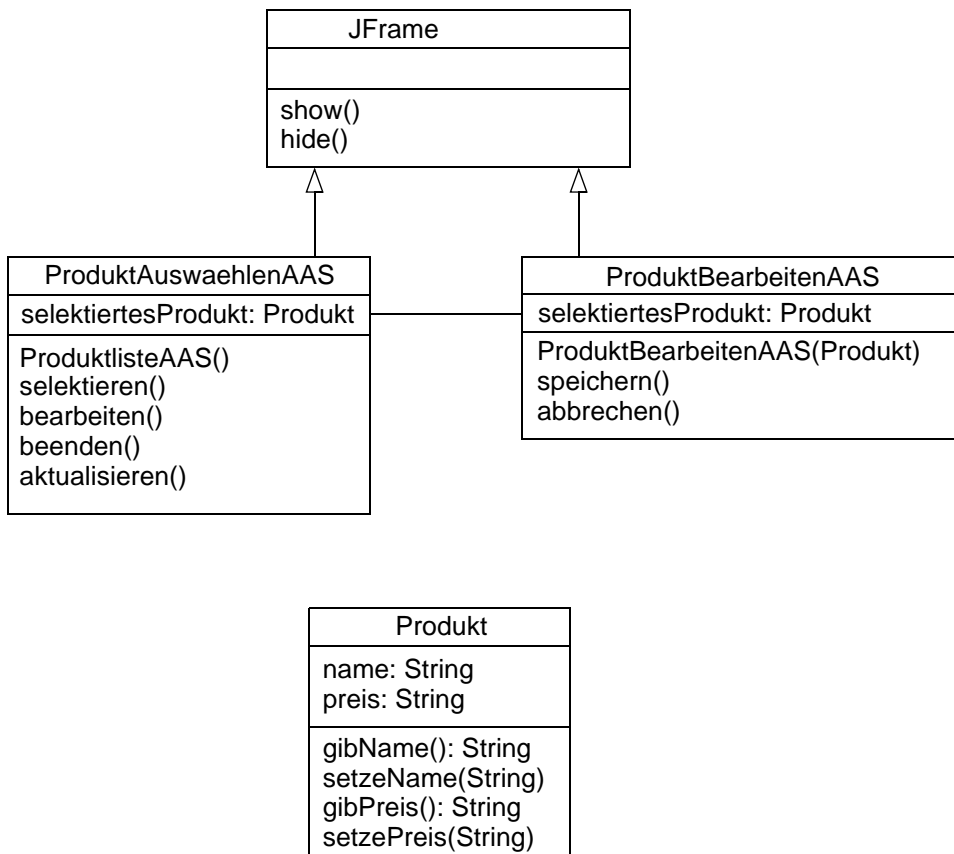 JFrame
show()
hide()
ProduktAuswaehlenAAS
selektiertesProdukt: Produkt
ProduktlisteAAS()
selektieren()
bearbeiten()
beenden()
aktualisieren()
ProduktBearbeitenAAS
selektiertesProdukt: Produkt
ProduktBearbeitenAAS(Produkt)
speichern()
abbrechen()
Produkt
name: String
preis: String
gibName(): String
setzeName(String)
gibPreis(): String
setzePreis(String)